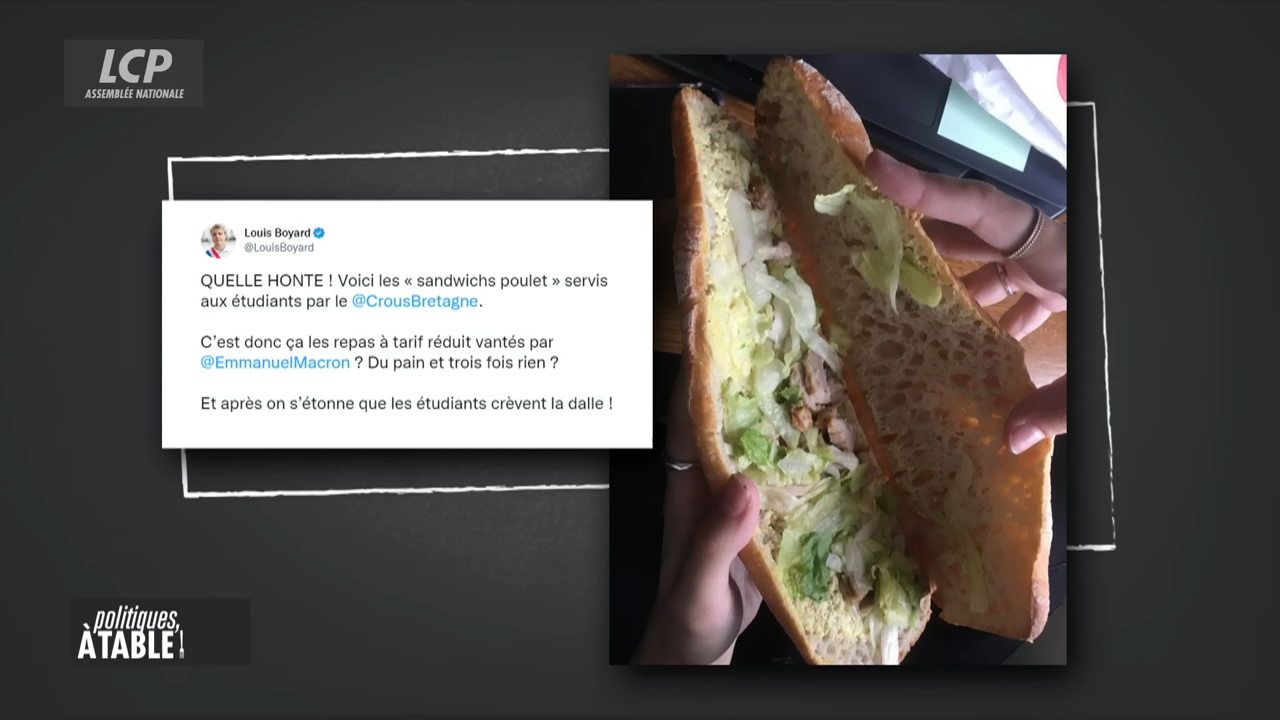 LCP
ASSEMBLÉE NATIONALE
Louis Boyard
@LouisBoyard
QUELLE HONTE ! Voici les « sandwichs poulet » servis
aux étudiants par le @CrousBretagne.
C’est donc ça les repas à tarif réduit vantés par
@EmmanuelMacron ? Du pain et trois fois rien ?
Et après on s’étonne que les étudiants crèvent la dalle !
politiques,
À TABLE!